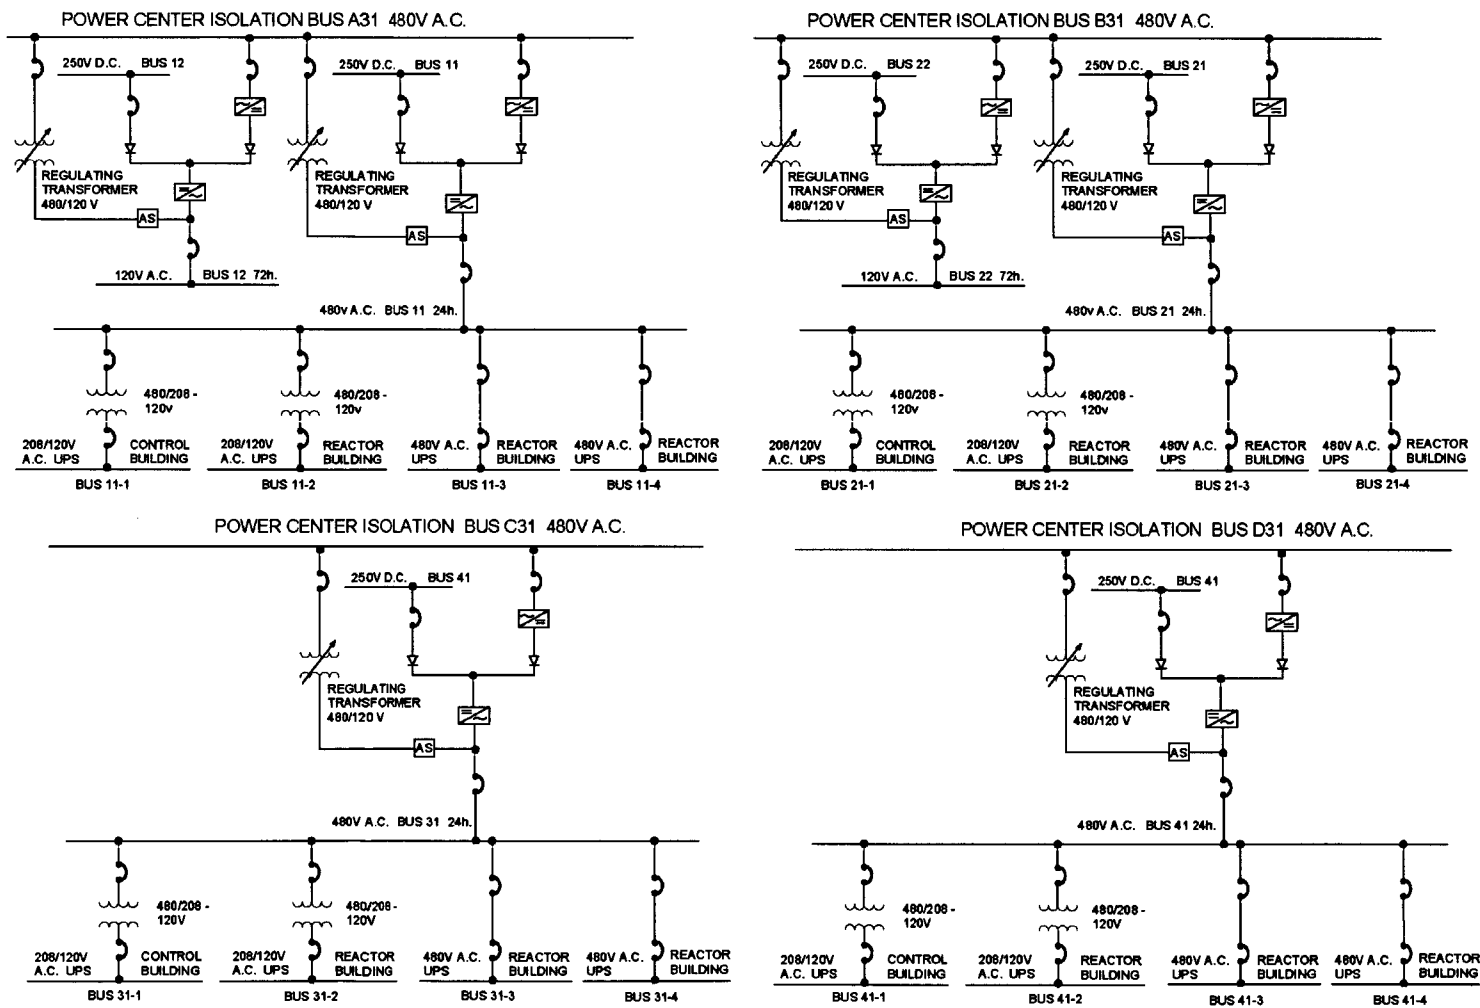 POWER CENTER ISOLATION BUS A31 480V A.C.
250V D.C. BUS 12
250V D.C. BUS 11
REGULATING
TRANSFORMER
480/120 V
REGULATING
TRANSFORMER
480/120 V
AS
AS
120V A.C. BUS 12 72h.
480v A.C. BUS 11 24h.
480/208 -
120v
480/208 -
120v
208/120V
A.C. UPS
CONTROL
BUILDING
208/120V
A.C. UPS
REACTOR
BUILDING
480V A.C.
UPS
REACTOR
BUILDING
480V A.C.
UPS
REACTOR
BUILDING
BUS 11-1
BUS 11-2
BUS 11-3
BUS 11-4
POWER CENTER ISOLATION BUS B31 480V A.C.
250V D.C. BUS 22
250V D.C. BUS 21
REGULATING
TRANSFORMER
480/120 V
REGULATING
TRANSFORMER
480/120 V
AS
AS
120V A.C. BUS 22 72h.
480v A.C. BUS 21 24h.
480/208 -
120v
480/208 -
120v
208/120V
A.C. UPS
CONTROL
BUILDING
208/120V
A.C. UPS
REACTOR
BUILDING
480V A.C.
UPS
REACTOR
BUILDING
480V A.C.
UPS
REACTOR
BUILDING
BUS 21-1
BUS 21-2
BUS 21-3
BUS 21-4
POWER CENTER ISOLATION BUS C31 480V A.C.
250V D.C. BUS 41
REGULATING
TRANSFORMER
480/120 V
AS
480V A.C. BUS 31 24h.
480/208 -
120V
480/208 -
120V
208/120V
A.C. UPS
CONTROL
BUILDING
208/120V
A.C. UPS
REACTOR
BUILDING
480V A.C.
UPS
REACTOR
BUILDING
480V A.C.
UPS
REACTOR
BUILDING
BUS 31-1
BUS 31-2
BUS 31-3
BUS 31-4
POWER CENTER ISOLATION BUS D31 480V A.C.
250V D.C. BUS 41
REGULATING
TRANSFORMER
480/120 V
AS
480V A.C. BUS 41 24h.
480/208 -
120V
480/208 -
120V
208/120V
A.C. UPS
CONTROL
BUILDING
208/120V
A.C. UPS
REACTOR
BUILDING
480V A.C.
UPS
REACTOR
BUILDING
480V A.C.
UPS
REACTOR
BUILDING
BUS 41-1
BUS 41-2
BUS 41-3
BUS 41-4